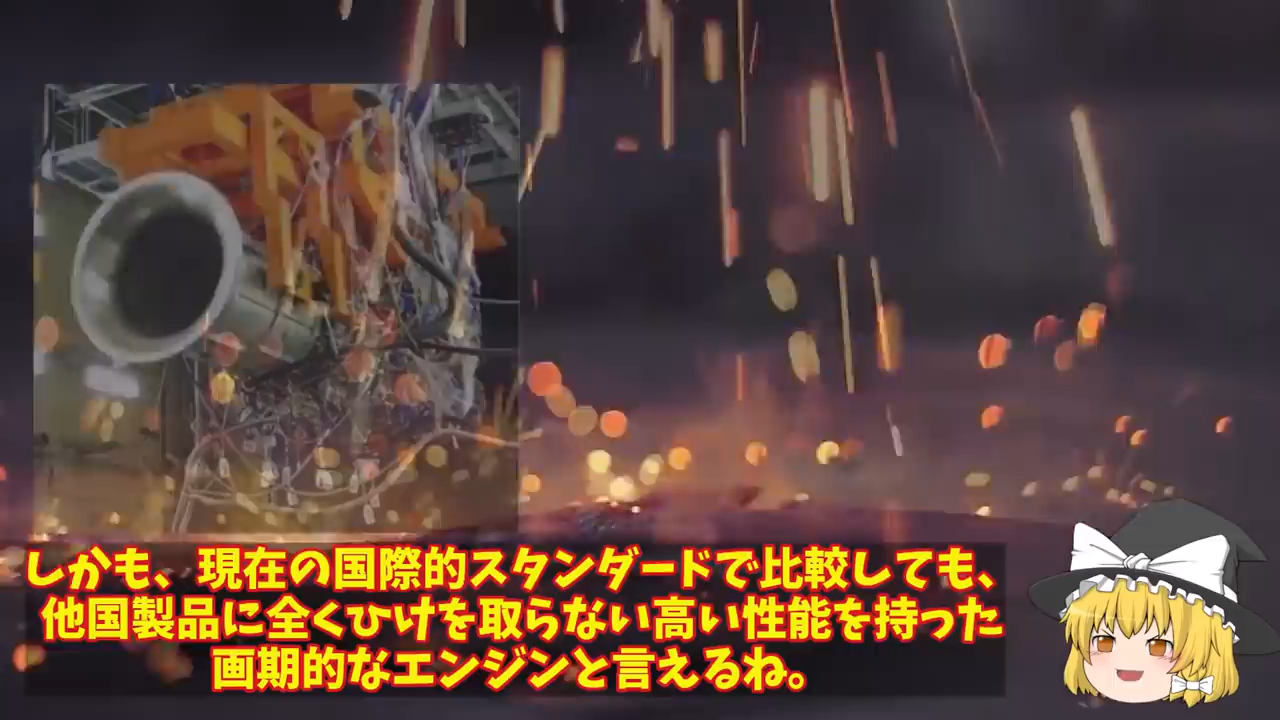 しかも、現在の国際的スタンダードで比較しても、
他国製品に全くひけを取らない高い性能を持った
画期的なエンジンと言えるね。